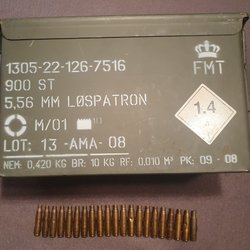 1305-22-126-7516
FMT
900 ST
5,56 MM LØSPATRON
1.4
M/01
LOT: 13 -AMA- 08
NEM: 0,420 KG BR: 10 KG RF: 0.010 M³ PK: 09 - 08